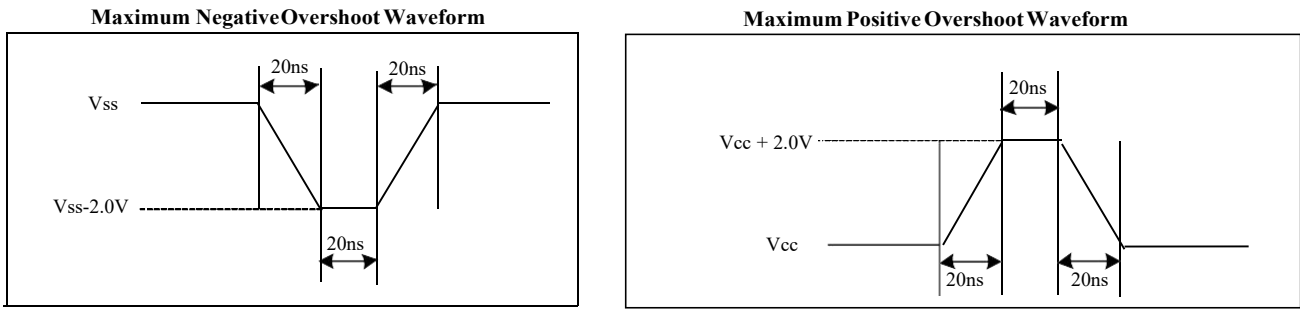 Maximum Negative Overshoot Waveform
20ns
20ns
Vss
Vss-2.0V
20ns
Maximum Positive Overshoot Waveform
20ns
Vcc + 2.0V
Vcc
20ns
20ns